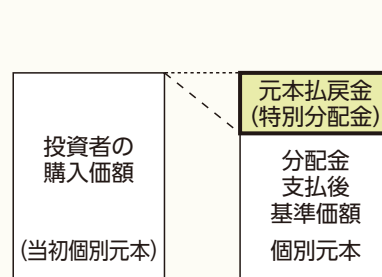 投資者の
購入価額
(当初個別元本)
元本払戻金
(特別分配金)
分配金
支払後
基準価額
個別元本